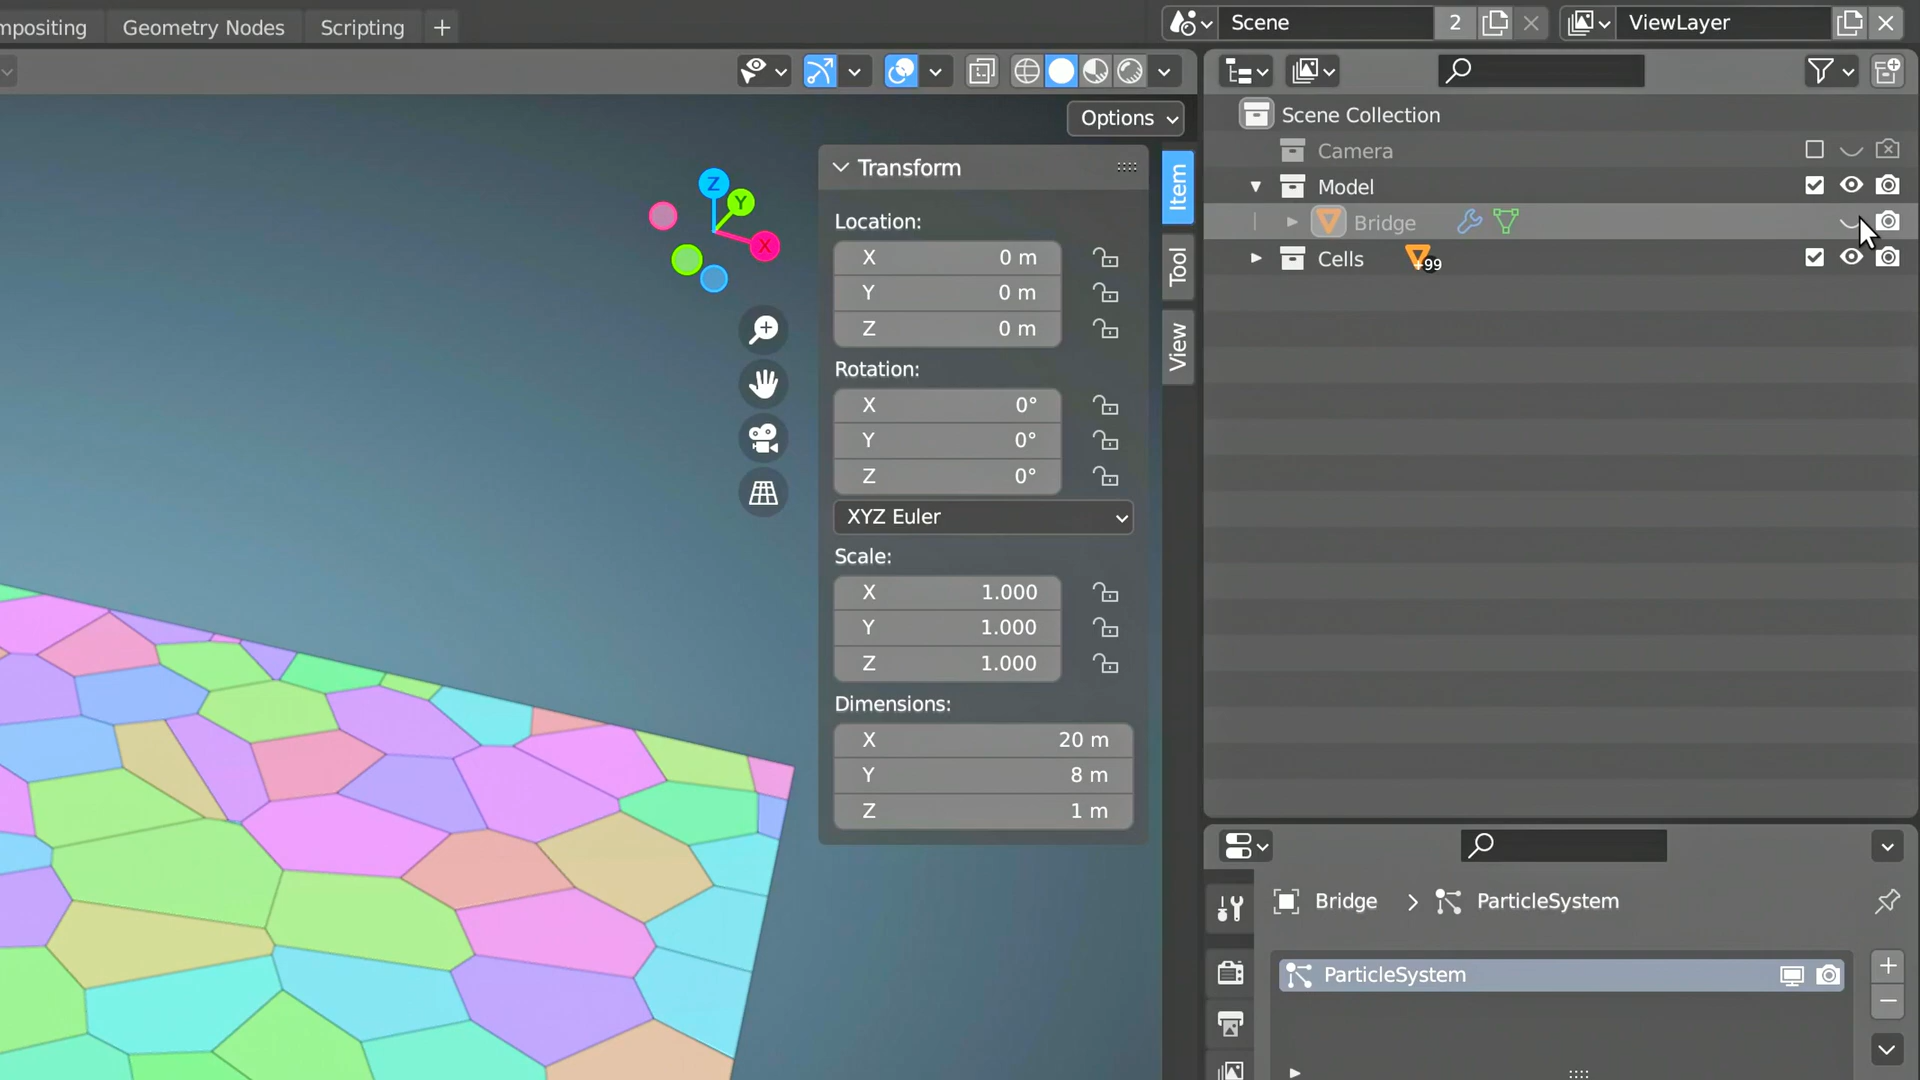 mpositing Geometry Nodes Scripting + Scene 2 ViewLayer
Options
Scene Collection
Camera
Model
Bridge
Cells +99
Z
Y
X
Transform
Location:
X 0 m
Y 0 m
Z 0 m
Rotation:
X 0°
Y 0°
Z 0°
XYZ Euler
Scale:
X 1.000
Y 1.000
Z 1.000
Dimensions:
X 20 m
Y 8 m
Z 1 m
Item
Tool
View
Bridge > ParticleSystem
ParticleSystem